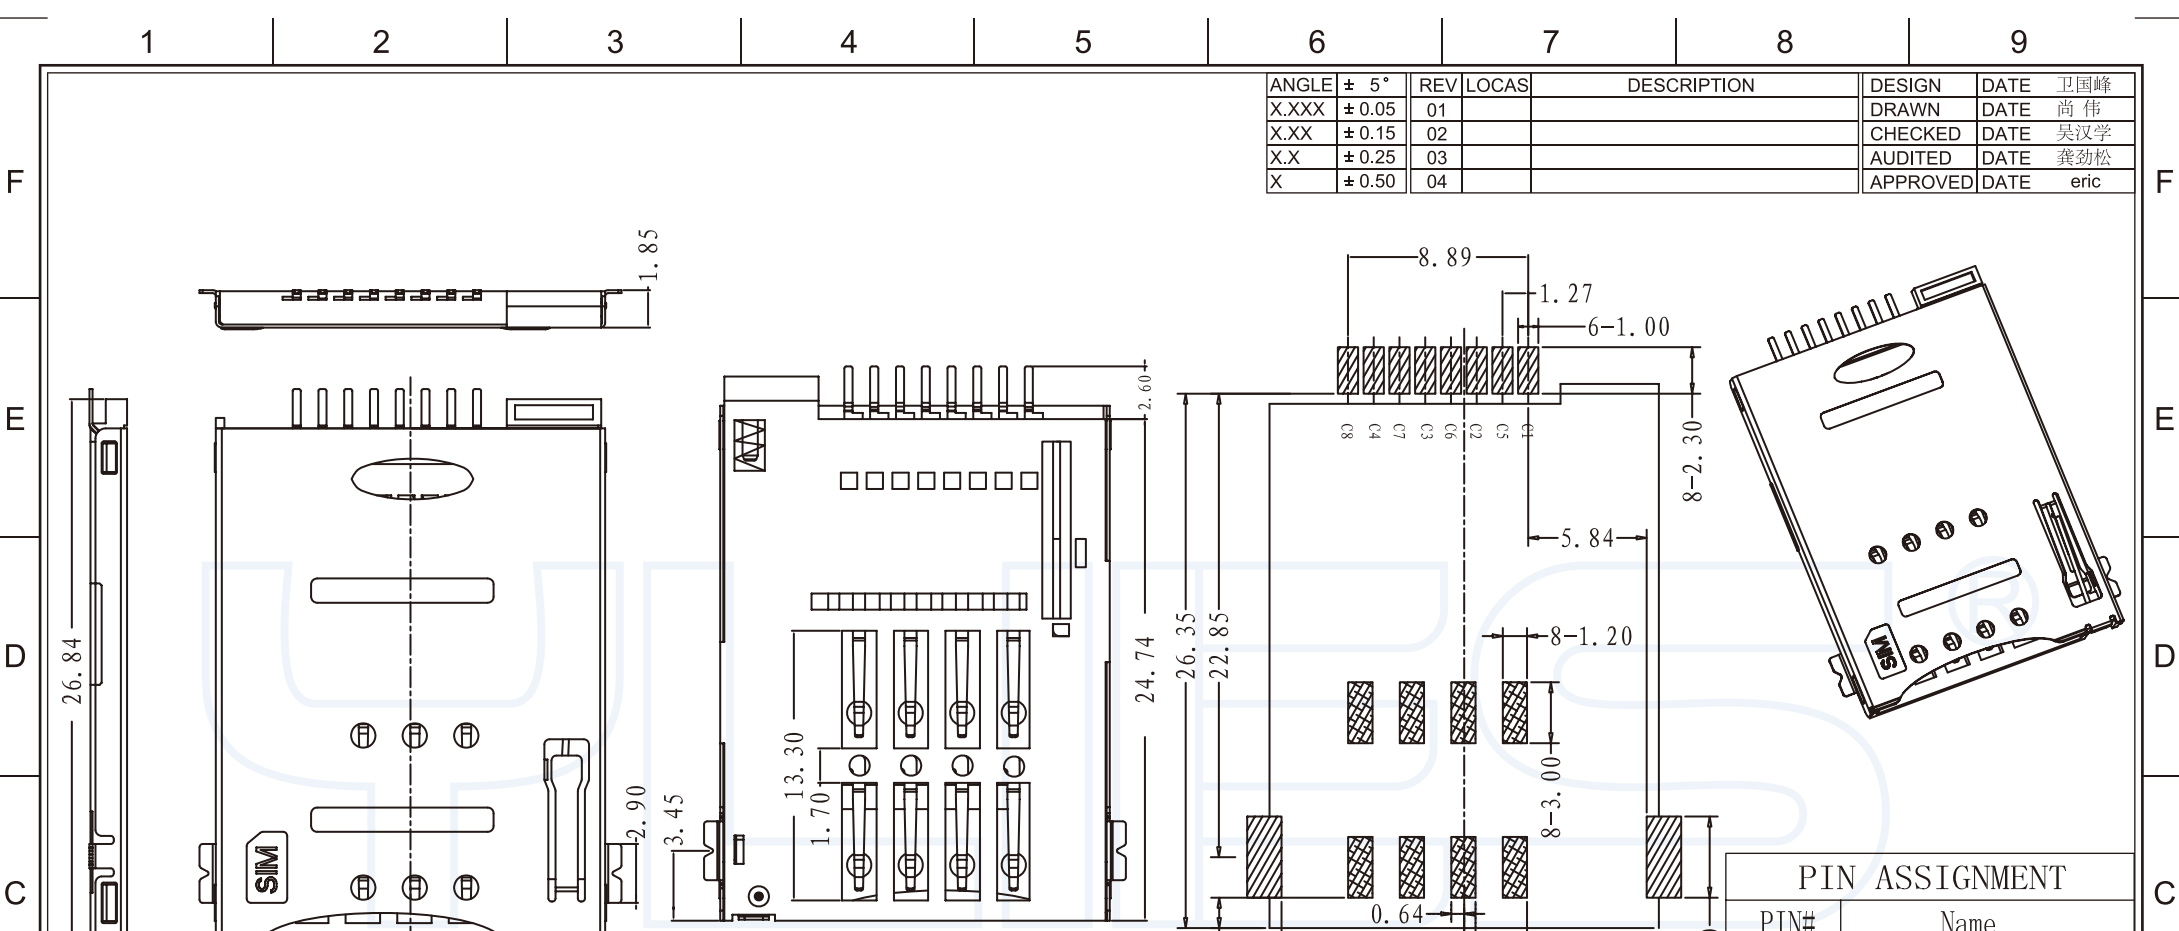 1 2 3 4 5 6 7 8 9
ANGLE ± 5° REV LOCAS DESCRIPTION DESIGN DATE 卫国峰
X.XXX ± 0.05 01 DRAWN DATE 尚 伟
X.XX ± 0.15 02 CHECKED DATE 吴汉学
X.X ± 0.25 03 AUDITED DATE 龚劲松
X ± 0.50 04 APPROVED DATE eric
F F
1.85
8.89
1.27
6-1.00
2.60
E E
C8 C4 C7 C3 C6 C2 C5 C1
8-2.30
5.84
YLIES®
26.84
24.74
26.35
22.85
8-1.20
SIM
D D
13.30
1.70
8-3.00
2.90
3.45
SIM
C C
PIN ASSIGNMENT
0.64
PIN# Name